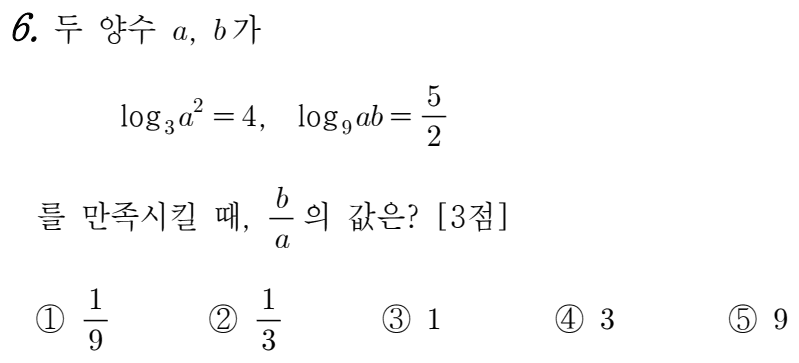 6. 두 양수 a, b가
log₃a² = 4, log₉ab = 5/2
를 만족시킬 때, b/a 의 값은? [3점]
① 1/9 ② 1/3 ③ 1 ④ 3 ⑤ 9